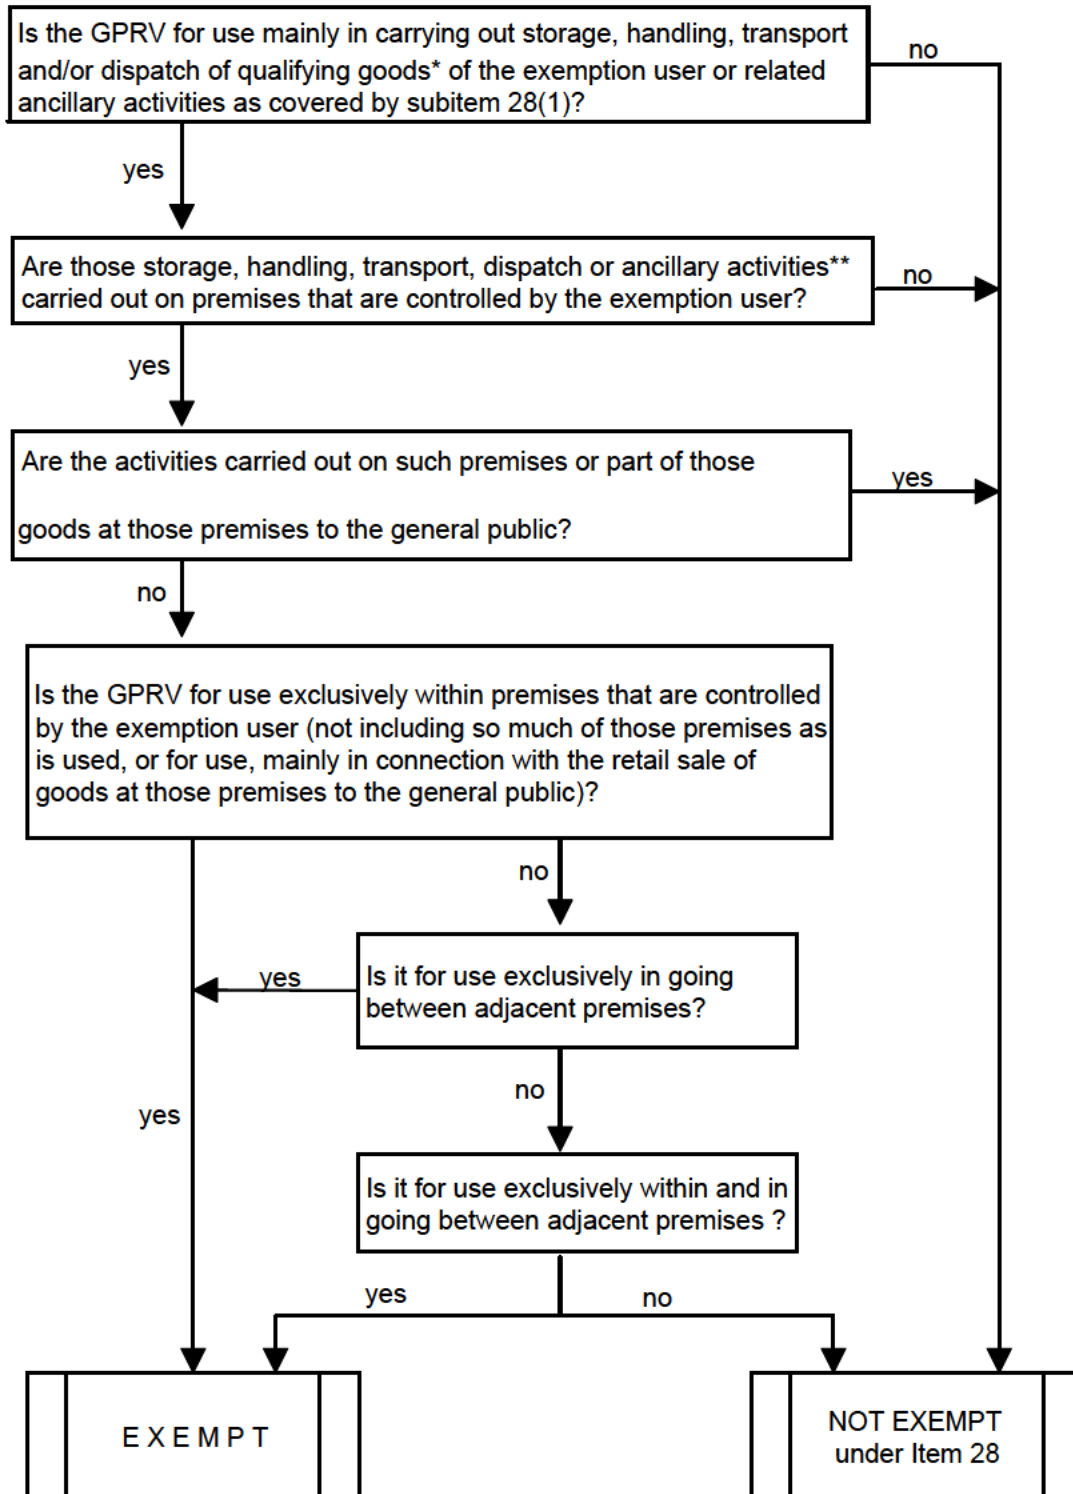 Is the GPRV for use mainly in carrying out storage, handling, transport
and/or dispatch of qualifying goods* of the exemption user or related
ancillary activities as covered by subitem 28(1)?
no
yes
Are those storage, handling, transport, dispatch or ancillary activities**
carried out on premises that are controlled by the exemption user?
no
yes
Are the activities carried out on such premises or part of those
goods at those premises to the general public?
yes
no
Is the GPRV for use exclusively within premises that are controlled
by the exemption user (not including so much of those premises as
is used, or for use, mainly in connection with the retail sale of
goods at those premises to the general public)?
no
yes
Is it for use exclusively in going
between adjacent premises?
no
yes
Is it for use exclusively within and in
going between adjacent premises ?
yes
no
E X E M P T
NOT EXEMPT
under Item 28